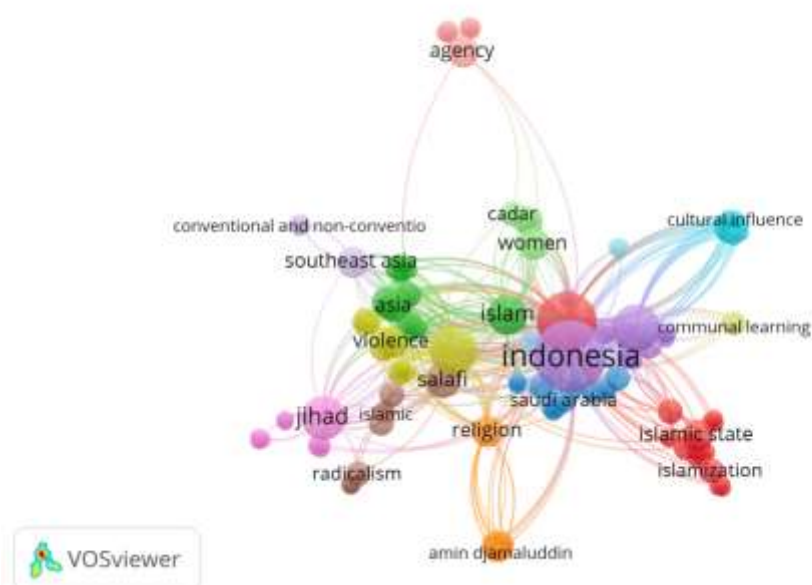 agency
cadar
cultural influence
conventional and non-conventio
women
southeast asia
asia
islam
communal learning
violence
indonesia
salafi
saudi arabia
jihad
islamic
religion
islamic state
radicalism
islamization
amin djamaluddin
VOSviewer